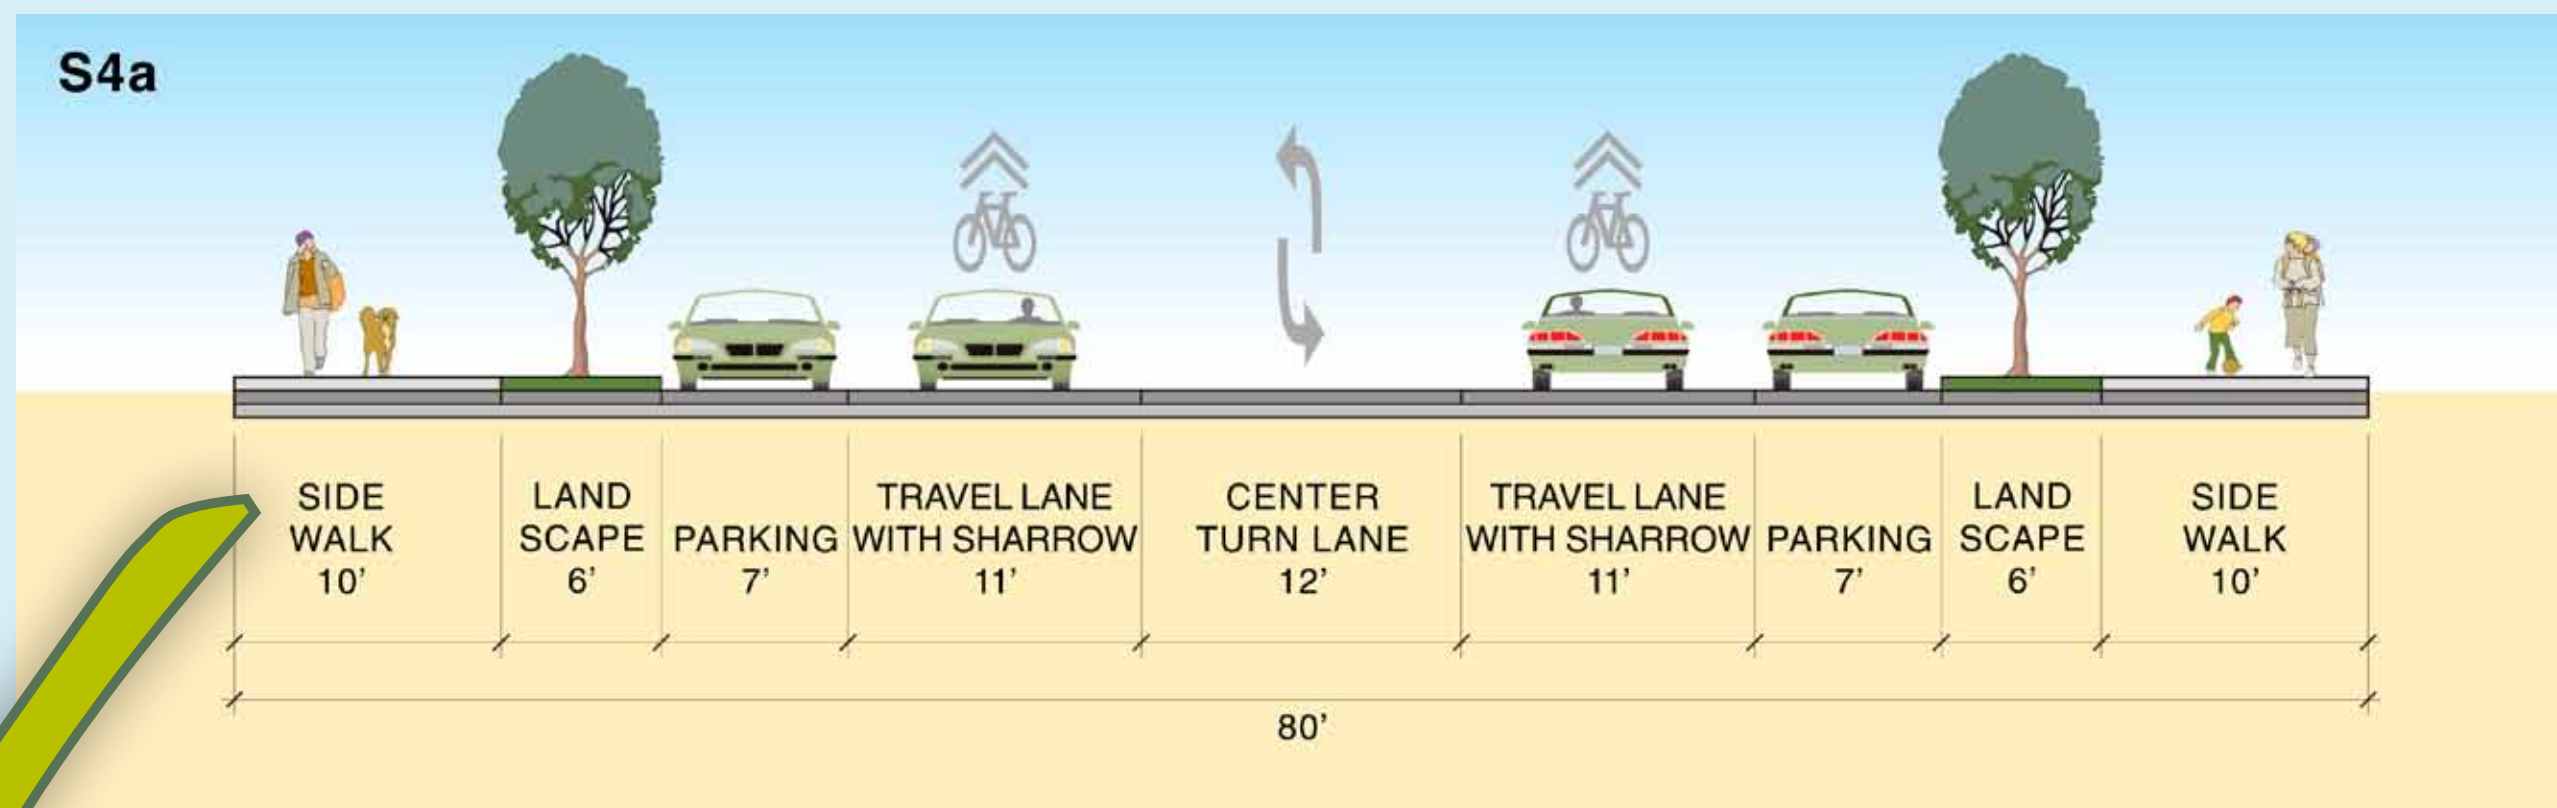 S4a
SIDE
WALK
10’
LAND
SCAPE
6’
PARKING
7’
TRAVEL LANE
WITH SHARROW
11’
CENTER
TURN LANE
12’
TRAVEL LANE
WITH SHARROW
11’
PARKING
7’
LAND
SCAPE
6’
SIDE
WALK
10’
80’